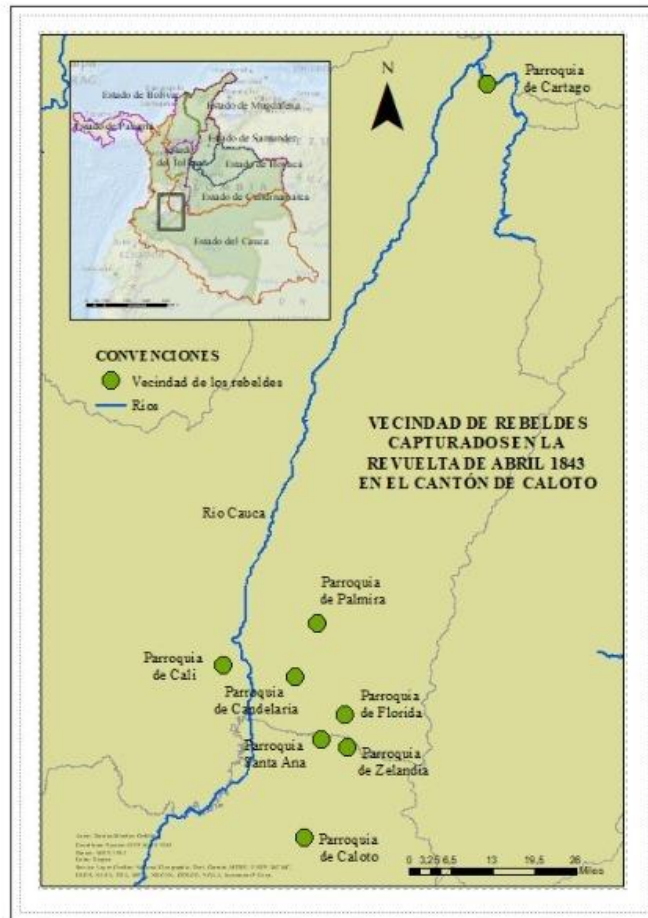 Parroquia
de Cartago
N
Estado de Bolívar
Estado de Magdalena
Estado de Panamá
Estado de Santander
Estado
del Tolima
Estado de Boyacá
Estado de Cundinamarca
Estado del Cauca
CONVENCIONES
Vecindad de los rebeldes
Ríos
VECINDAD DE REBELDES
CAPTURADOS EN LA
REVUELTA DE ABRIL 1843
EN EL CANTÓN DE CALOTO
Río Cauca
Parroquia
de Palmira
Parroquia
de Cali
Parroquia
de Candelaria
Parroquia
de Florida
Parroquia
Santa Ana
Parroquia
de Zelandia
Parroquia
de Caloto
0 3,25 6,5 13 19,5 26
Miles